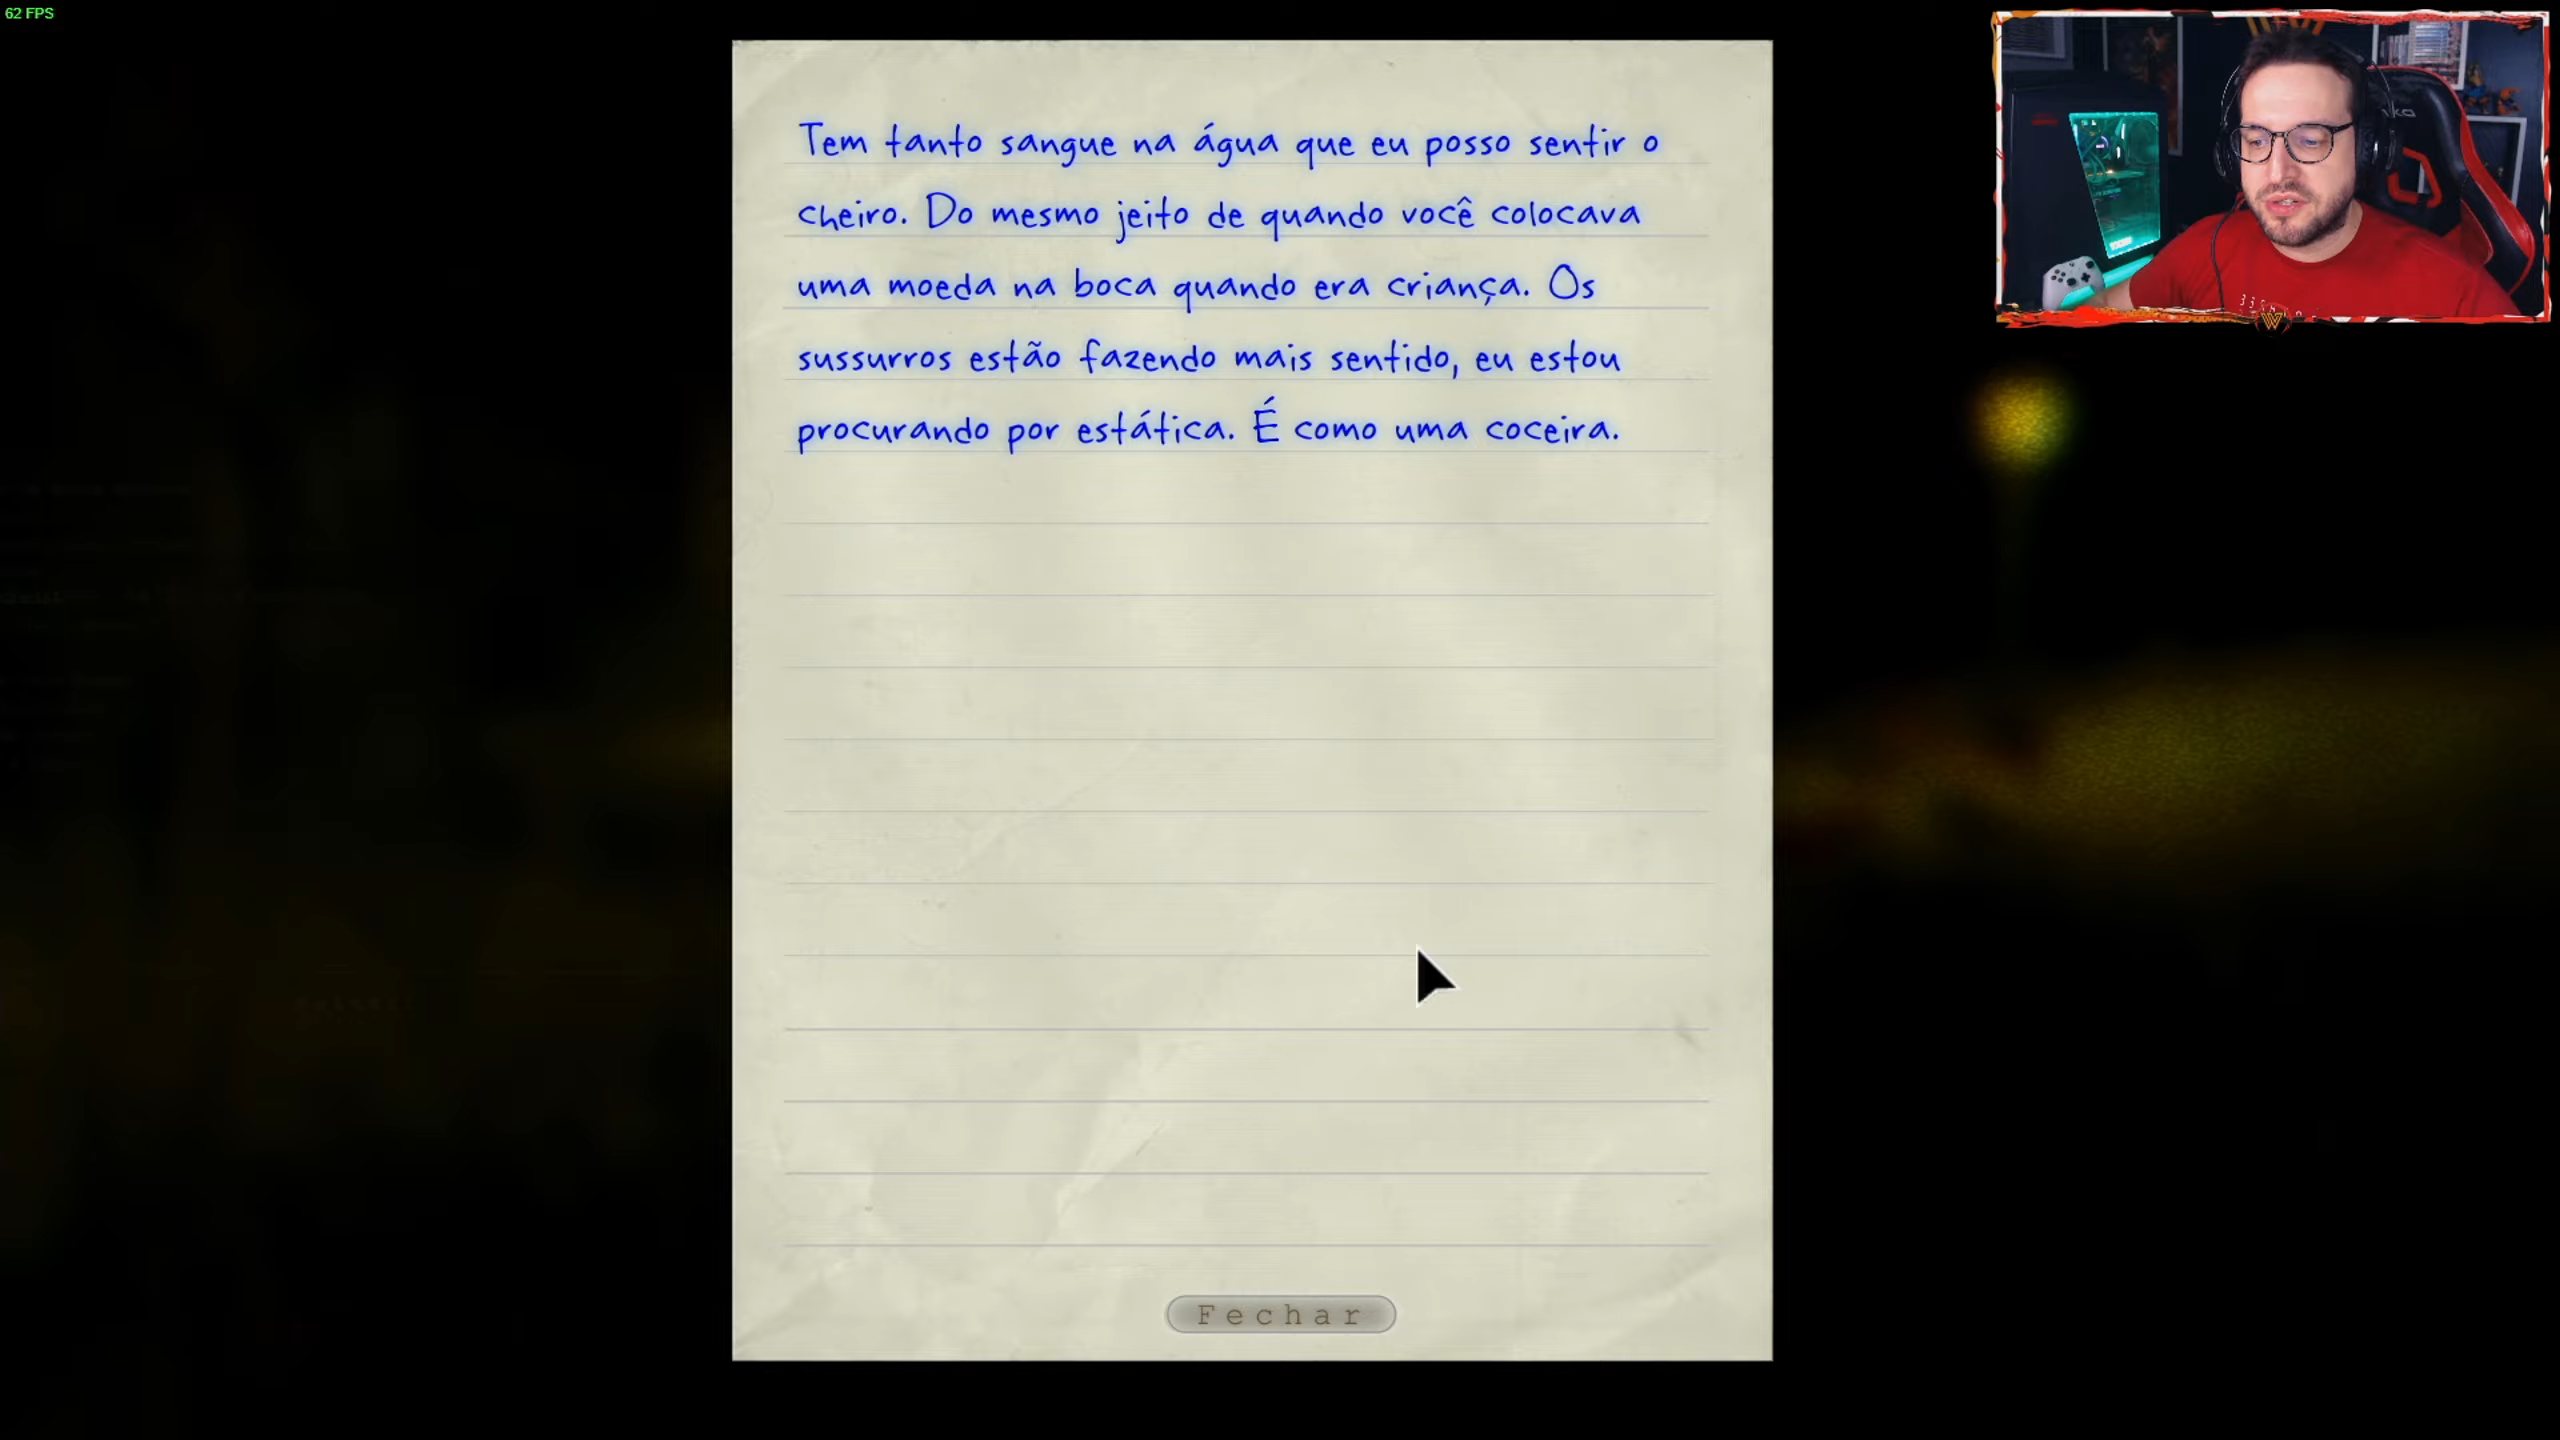 62 FPS
Tem tanto sangue na água que eu posso sentir o
cheiro. Do mesmo jeito de quando você colocava
uma moeda na boca quando era criança. Os
sussurros estão fazendo mais sentido, eu estou
procurando por estática. É como uma coceira.
Fechar